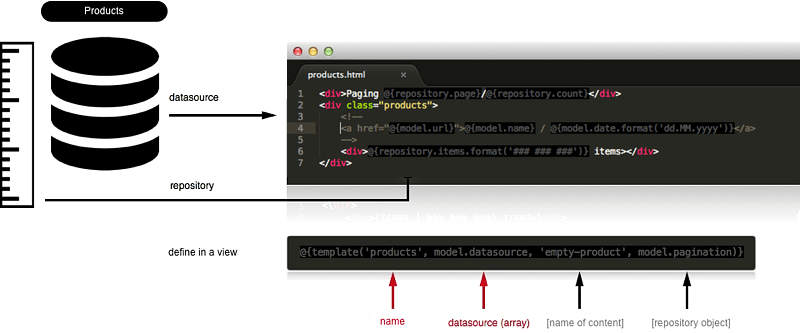 Products
products.html ×
datasource
1 <div>Paging @{repository.page}/@{repository.count}</div>
2 <div class="products">
3 <!--
4 <a href="@{model.url}">@{model.name} / @{model.date.format('dd.MM.yyyy')}</a>
5 -->
6 <div>@{repository.items.format('### ### ###')} items></div>
7 </div>
repository
define in a view
@{template('products', model.datasource, 'empty-product', model.pagination)}
name
datasource (array)
[name of content]
[repository object]